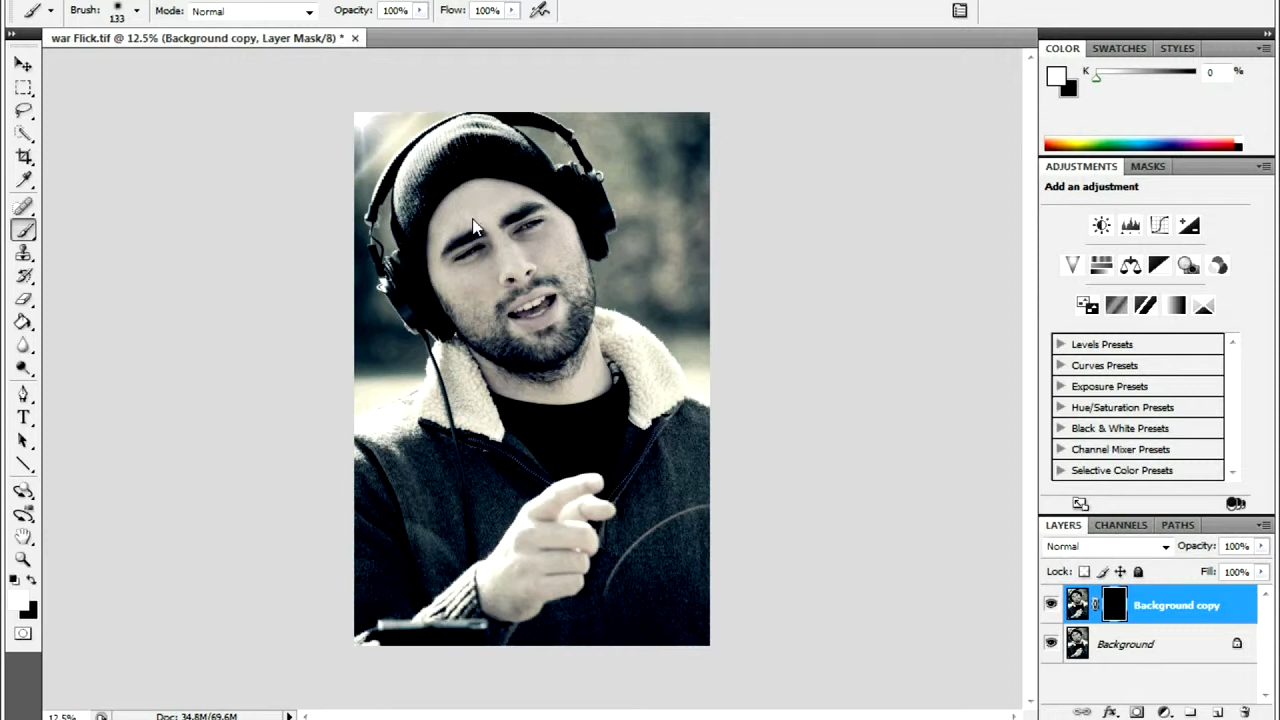 Brush: 133 Mode: Normal Opacity: 100% Flow: 100%
war Flick.tif @ 12.5% (Background copy, Layer Mask/8) *
COLOR SWATCHES STYLES
K 0 %
ADJUSTMENTS MASKS
Add an adjustment
Levels Presets
Curves Presets
Exposure Presets
Hue/Saturation Presets
Black & White Presets
Channel Mixer Presets
Selective Color Presets
LAYERS CHANNELS PATHS
Normal Opacity: 100%
Lock: Fill: 100%
Background copy
Background
12.5% Doc: 34.8M/69.6M